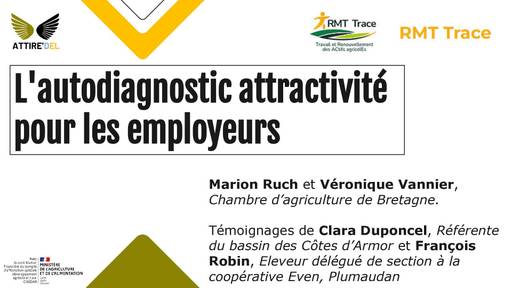 ATTIRE'DEL
RMT Trace
Travail et Renouvellement
des ACtifs agricolEs
RMT Trace
L'autodiagnostic attractivité
pour les employeurs
Marion Ruch et Véronique Vannier,
Chambre d'agriculture de Bretagne.
Témoignages de Clara Duponcel, Référente
du bassin des Côtes d'Armor et François
Robin, Eleveur délégué de section à la
coopérative Even, Plumaudan
MINISTÈRE
DE L'AGRICULTURE
ET DE L'ALIMENTATION